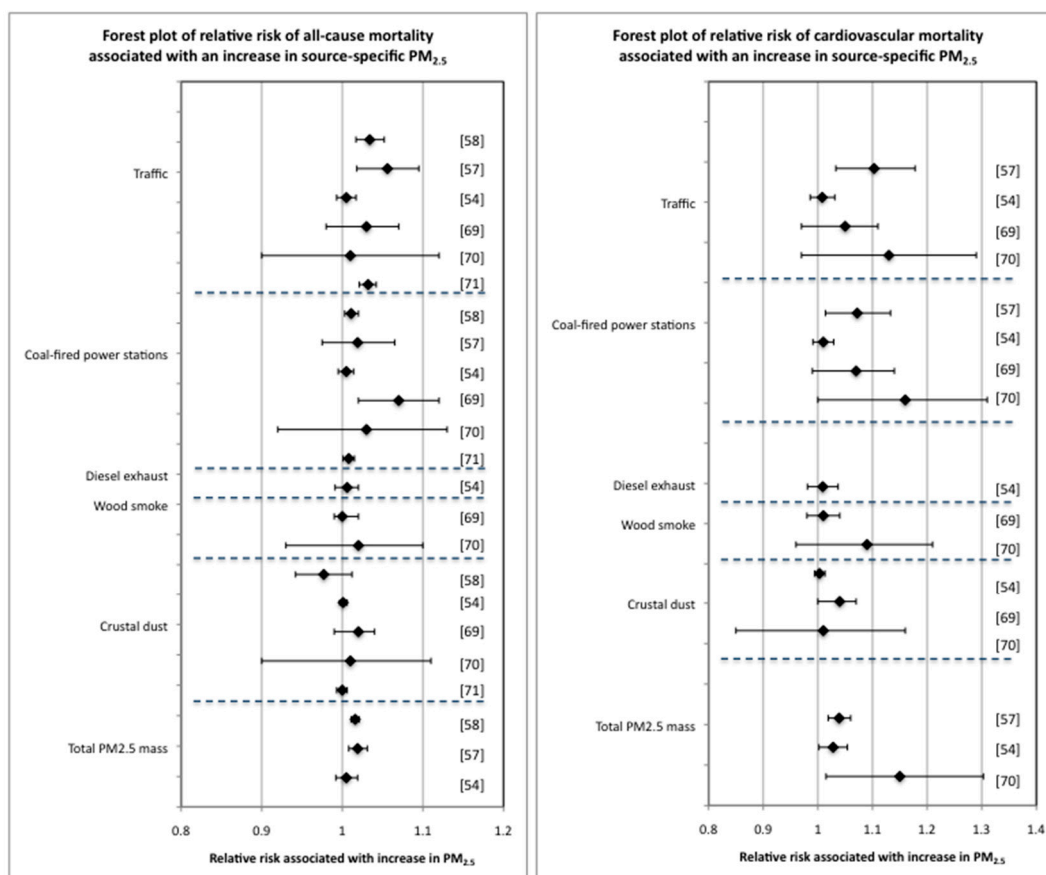 Forest plot of relative risk of all-cause mortality
associated with an increase in source-specific PM2.5
[58]
[57]
Traffic
[54]
[69]
[70]
[71]
[58]
[57]
Coal-fired power stations
[54]
[69]
[70]
[71]
Diesel exhaust
[54]
Wood smoke
[69]
[70]
[58]
[54]
Crustal dust
[69]
[70]
[71]
[58]
Total PM2.5 mass
[57]
[54]
0.8 0.9 1 1.1 1.2
Relative risk associated with increase in PM2.5
Forest plot of relative risk of cardiovascular mortality
associated with an increase in source-specific PM2.5
[57]
[54]
Traffic
[69]
[70]
[57]
Coal-fired power stations
[54]
[69]
[70]
Diesel exhaust
[54]
Wood smoke
[69]
[70]
[54]
Crustal dust
[69]
[70]
Total PM2.5 mass
[57]
[54]
[70]
0.8 0.9 1 1.1 1.2 1.3 1.4
Relative risk associated with increase in PM2.5